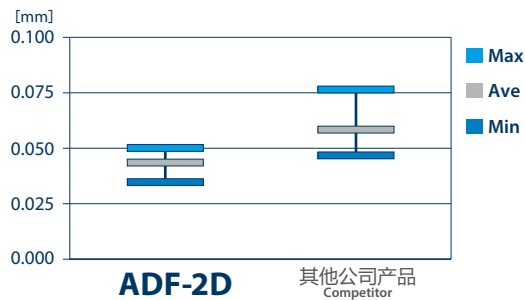 [mm]
0.100
0.075
0.050
0.025
0.000
Max
Ave
Min
ADF-2D
其他公司产品
Competitor